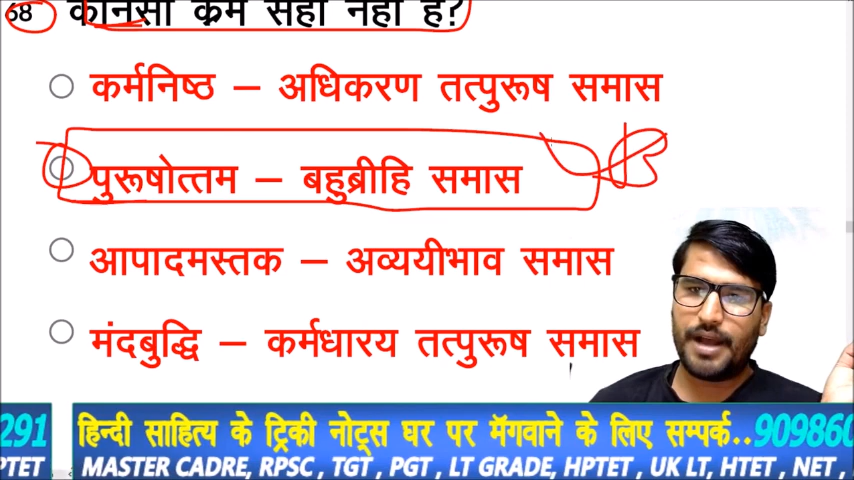 68 कौनसा क्रम सही नहीं है?
कर्मनिष्ठ – अधिकरण तत्पुरूष समास
पुरूषोत्तम – बहुब्रीहि समास
B
आपादमस्तक – अव्ययीभाव समास
मंदबुद्धि – कर्मधारय तत्पुरूष समास
291 हिन्दी साहित्य के ट्रिकी नोट्स घर पर मॅगवाने के लिए सम्पर्क..909860
PTET MASTER CADRE, RPSC , TGT , PGT , LT GRADE, HPTET , UK LT, HTET , NET ,